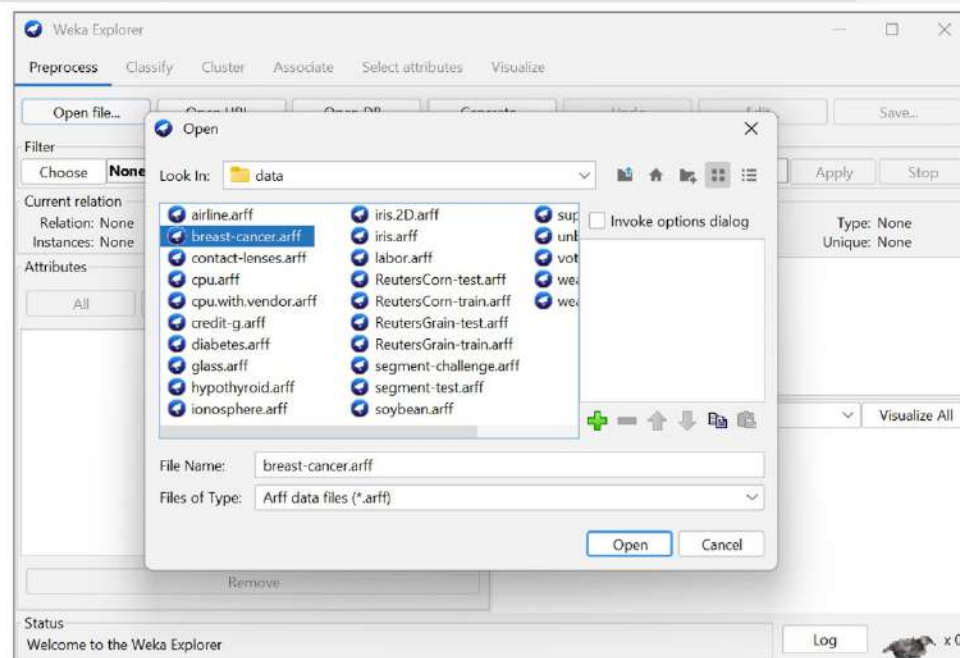 Weka Explorer
Preprocess Classify Cluster Associate Select attributes Visualize
Open file... Save...
Open
Filter
Choose None Apply Stop
Look In: data
Current relation
Relation: None Type: None
Instances: None Unique: None
Attributes
All
airline.arff iris.2D.arff
breast-cancer.arff iris.arff
contact-lenses.arff labor.arff
cpu.arff ReutersCorn-test.arff
cpu.with.vendor.arff ReutersCorn-train.arff
credit-g.arff ReutersGrain-test.arff
diabetes.arff ReutersGrain-train.arff
glass.arff segment-challenge.arff
hypothyroid.arff segment-test.arff
ionosphere.arff soybean.arff
Invoke options dialog
Visualize All
File Name: breast-cancer.arff
Files of Type: Arff data files (*.arff)
Open Cancel
Remove
Status
Welcome to the Weka Explorer
Log x 0